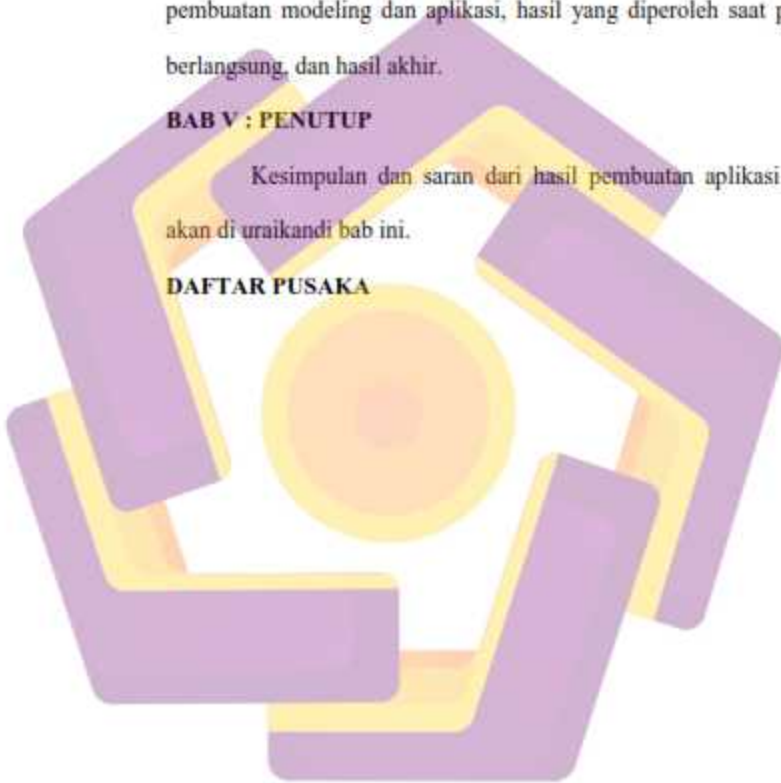 pembuatan modeling dan aplikasi, hasil yang diperoleh saat
berlangsung, dan hasil akhir.
BAB V : PENUTUP
Kesimpulan dan saran dari hasil pembuatan aplikasi
akan di uraikandi bab ini.
DAFTAR PUSAKA